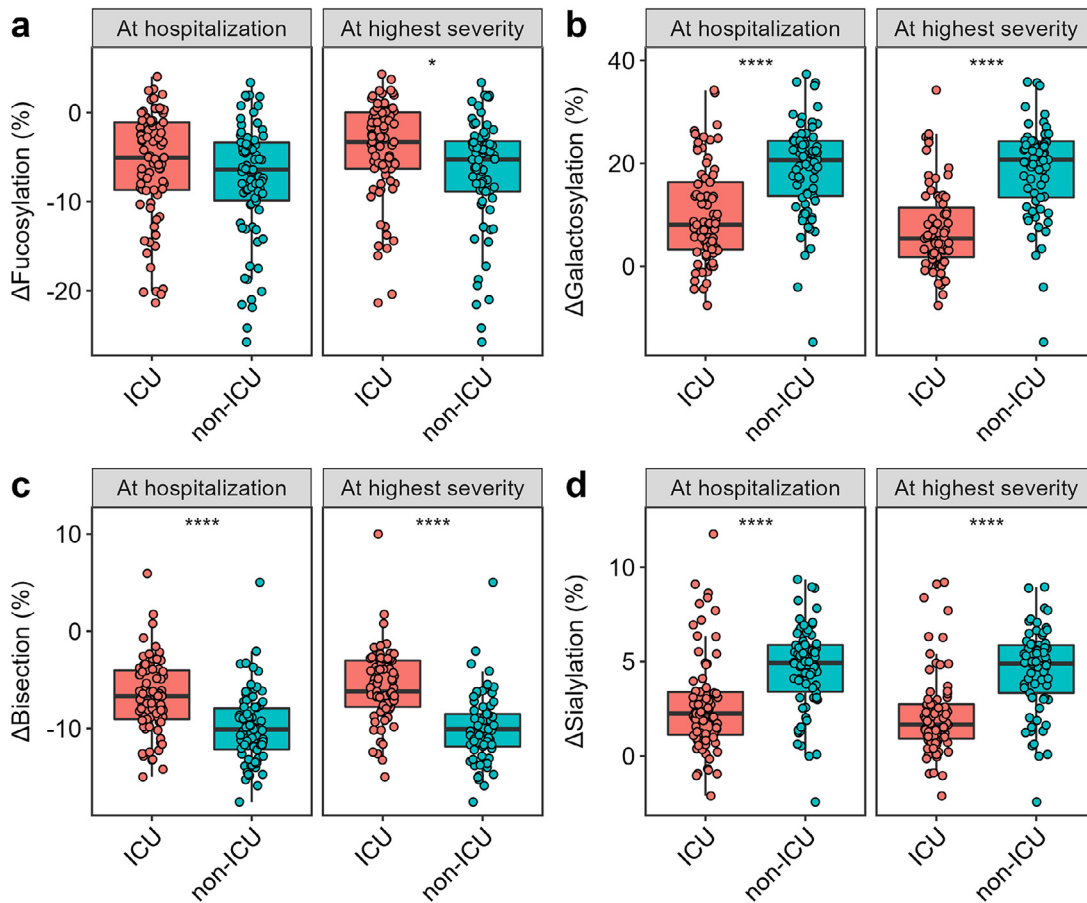 a
At hospitalization
At highest severity
*
ΔFucosylation (%)
0
-10
-20
ICU
non-ICU
ICU
non-ICU
b
At hospitalization
At highest severity
****
****
ΔGalactosylation (%)
40
20
0
ICU
non-ICU
ICU
non-ICU
c
At hospitalization
At highest severity
****
****
ΔBisection (%)
10
0
-10
ICU
non-ICU
ICU
non-ICU
d
At hospitalization
At highest severity
****
****
ΔSialylation (%)
10
5
0
ICU
non-ICU
ICU
non-ICU